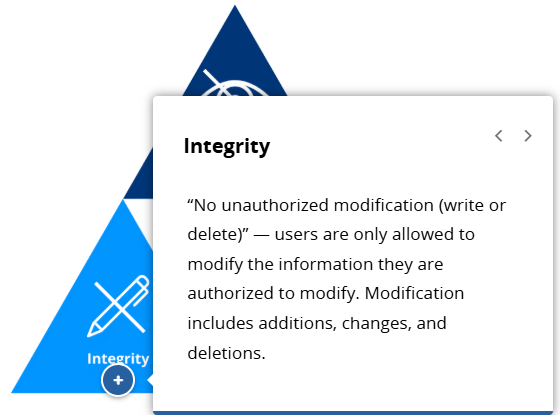 Integrity
“No unauthorized modification (write or
delete)” — users are only allowed to
modify the information they are
authorized to modify. Modification
includes additions, changes, and
deletions.
Integrity